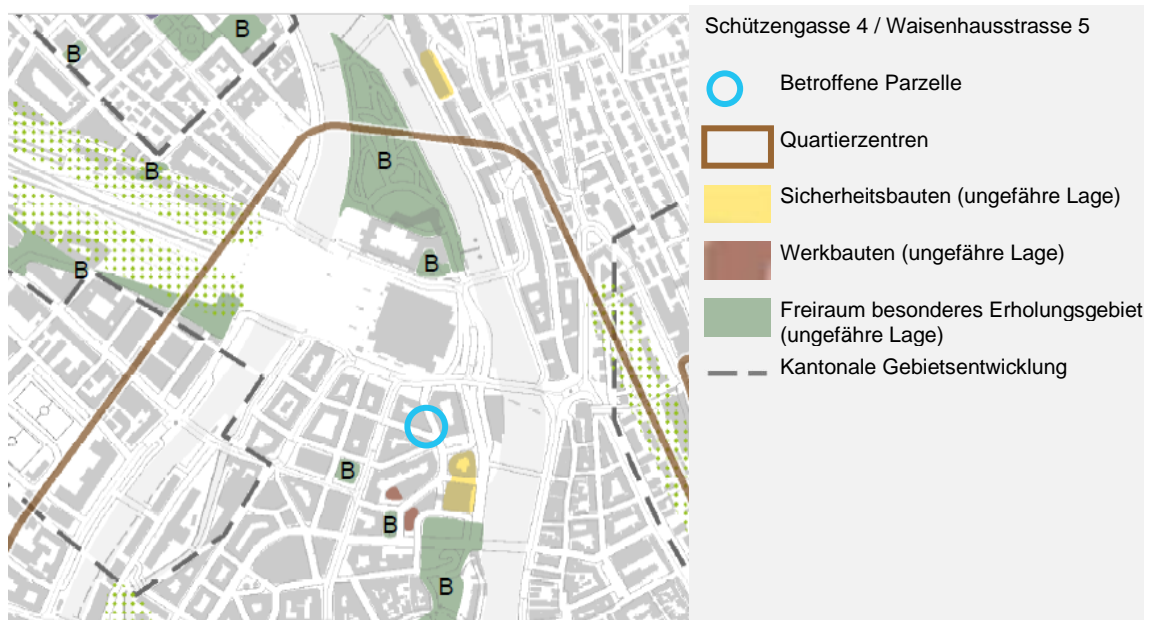 Schützengasse 4 / Waisenhausstrasse 5
Betroffene Parzelle
Quartierzentren
Sicherheitsbauten (ungefähre Lage)
Werkbauten (ungefähre Lage)
Freiraum besonderes Erholungsgebiet
(ungefähre Lage)
Kantonale Gebietsentwicklung
B
B
B
B
B
B
B
B
B